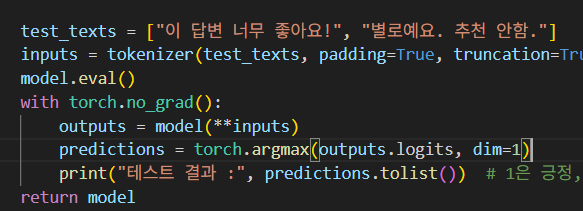 test_texts = ["이 답변 너무 좋아요!", "별로예요. 추천 안함."]
inputs = tokenizer(test_texts, padding=True, truncation=Tru
model.eval()
with torch.no_grad():
    outputs = model(**inputs)
    predictions = torch.argmax(outputs.logits, dim=1)
    print("테스트 결과 :", predictions.tolist())  # 1은 긍정,
return model